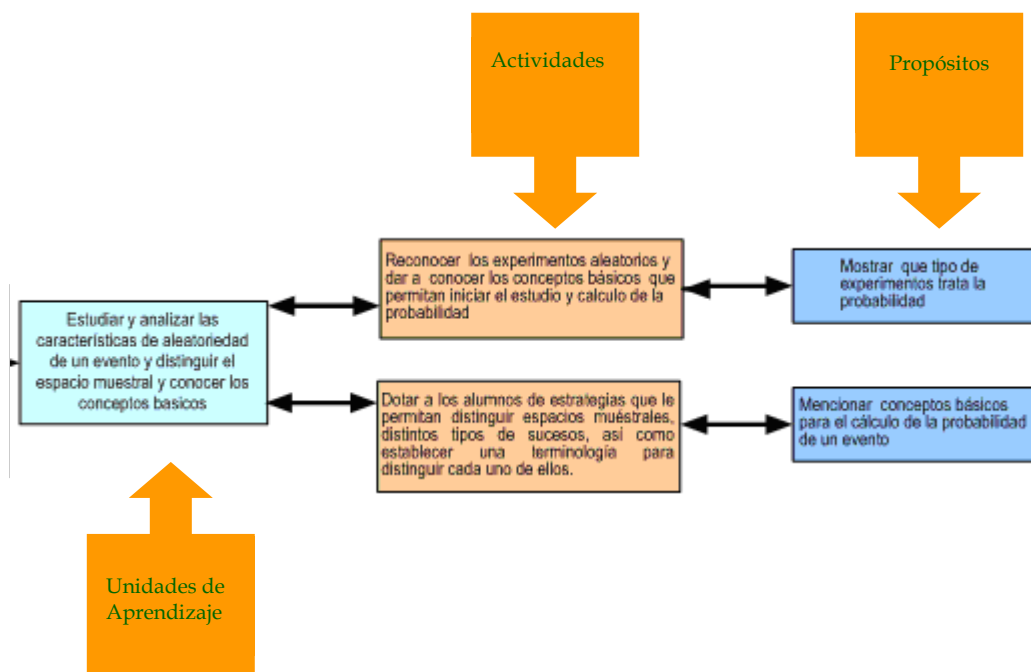 Actividades
Propósitos
Reconocer los experimentos aleatorios y
dar a conocer los conceptos básicos que
permitan iniciar el estudio y calculo de la
probabilidad
Mostrar que tipo de
experimentos trata la
probabilidad
Estudiar y analizar las
características de aleatoriedad
de un evento y distinguir el
espacio muestral y conocer los
conceptos basicos
Dotar a los alumnos de estrategias que le
permitan distinguir espacios muéstrales,
distintos tipos de sucesos, así como
establecer una terminología para
distinguir cada uno de ellos.
Mencionar conceptos básicos
para el cálculo de la probabilidad
de un evento
Unidades de
Aprendizaje